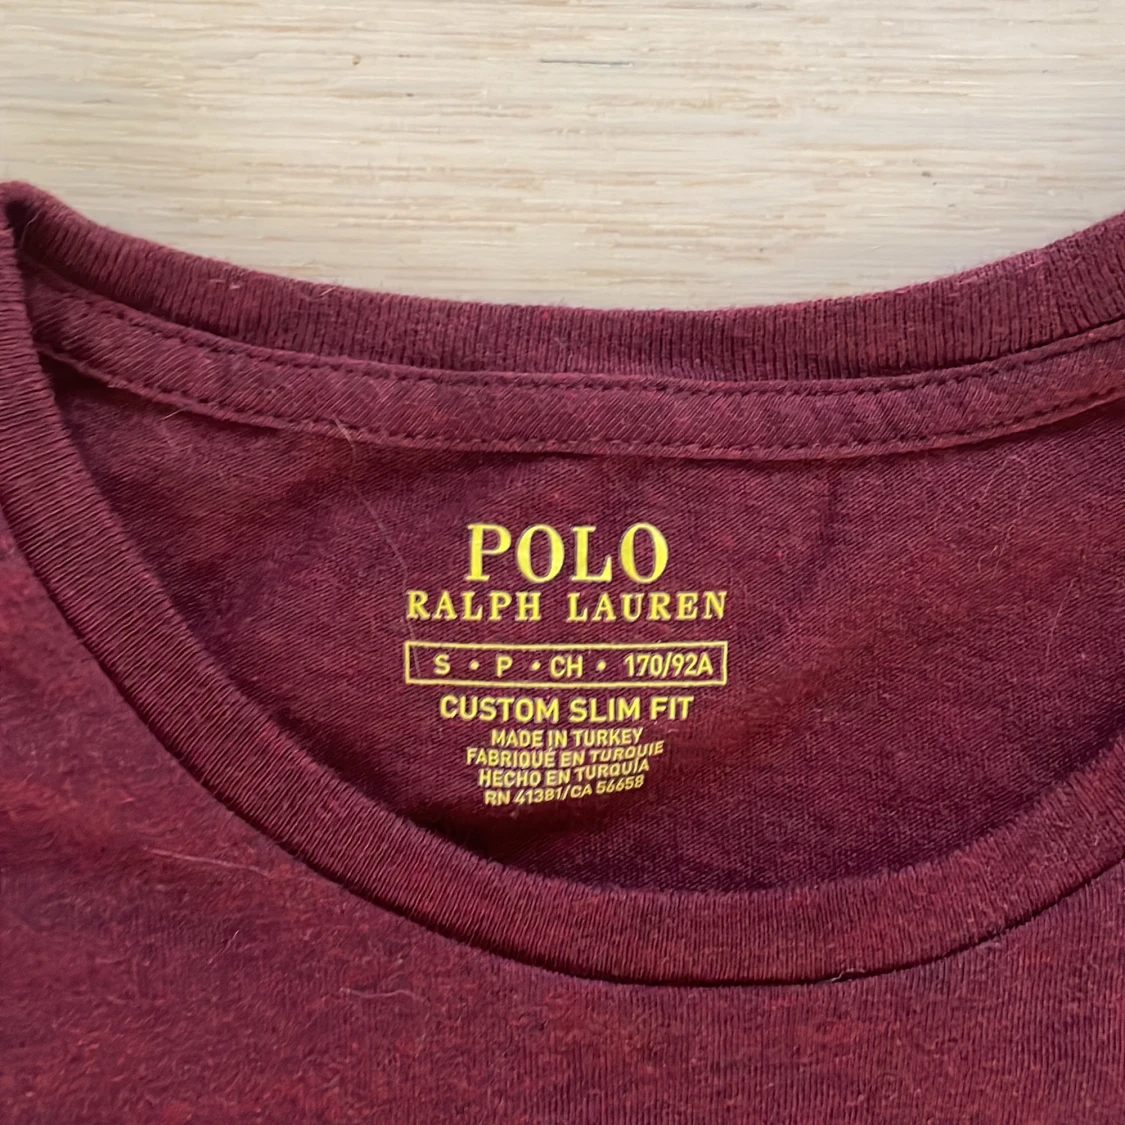 POLO
RALPH LAUREN
S • P • CH • 170/92A
CUSTOM SLIM FIT
MADE IN TURKEY
FABRIQUÉ EN TURQUIE
HECHO EN TURQUÍA
RN 41381/CA 56658